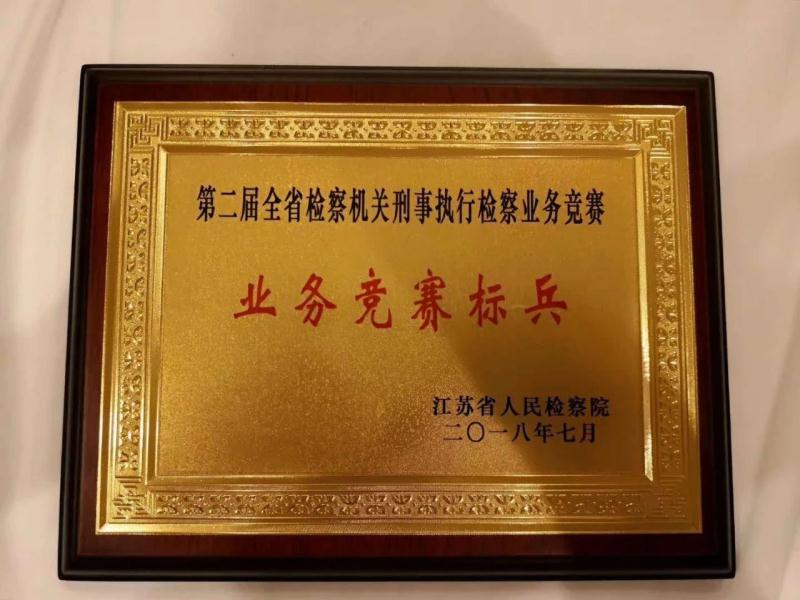 第二届全省检察机关刑事执行检察业务竞赛
业务竞赛标兵
江苏省人民检察院
二〇一八年七月